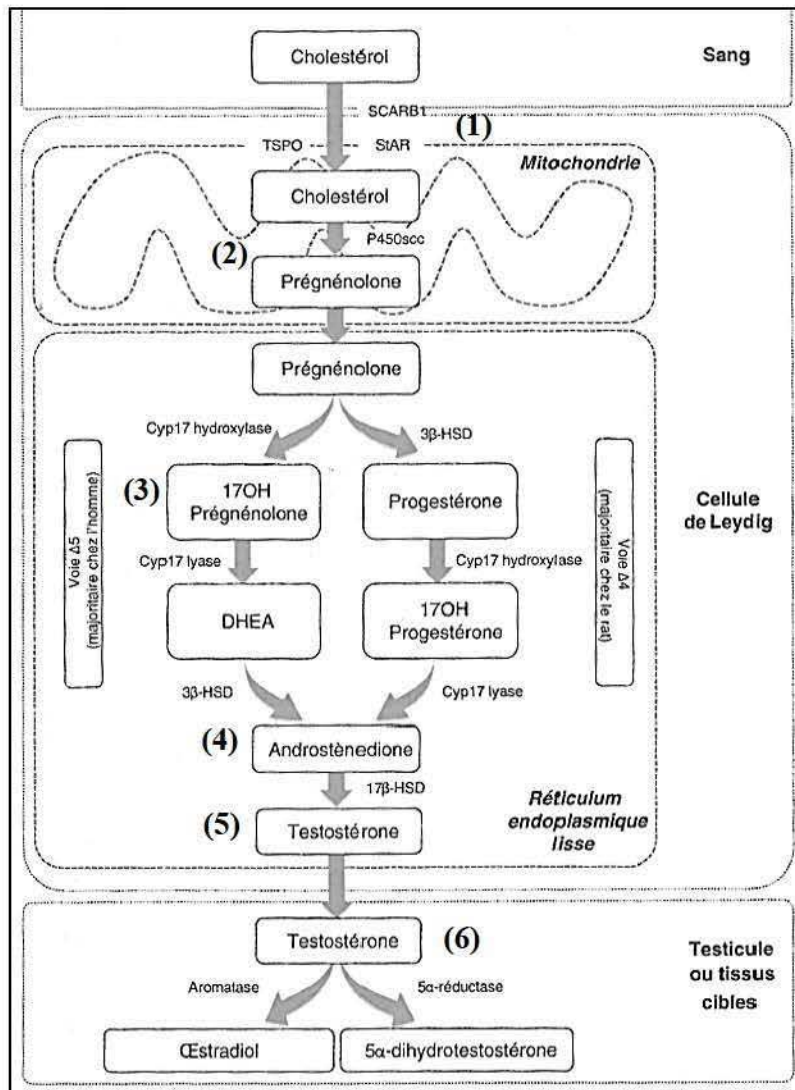 Cholestérol
Sang
SCARB1
(1)
TSPO
StAR
Mitochondrie
Cholestérol
P450scc
(2)
Prégnénolone
Prégnénolone
Cyp17 hydroxylase
3β-HSD
Voie Δ5
(majoritaire chez l'homme)
(3)
17OH
Prégnénolone
Progestérone
Voie Δ4
(majoritaire chez le rat)
Cellule
de Leydig
Cyp17 lyase
Cyp17 hydroxylase
DHEA
17OH
Progestérone
3β-HSD
Cyp17 lyase
(4)
Androstènedione
17β-HSD
(5)
Testostérone
Réticulum
endoplasmique
lisse
Testostérone
(6)
Testicule
ou tissus
cibles
Aromatase
5α-réductase
Œstradiol
5α-dihydrotestostérone